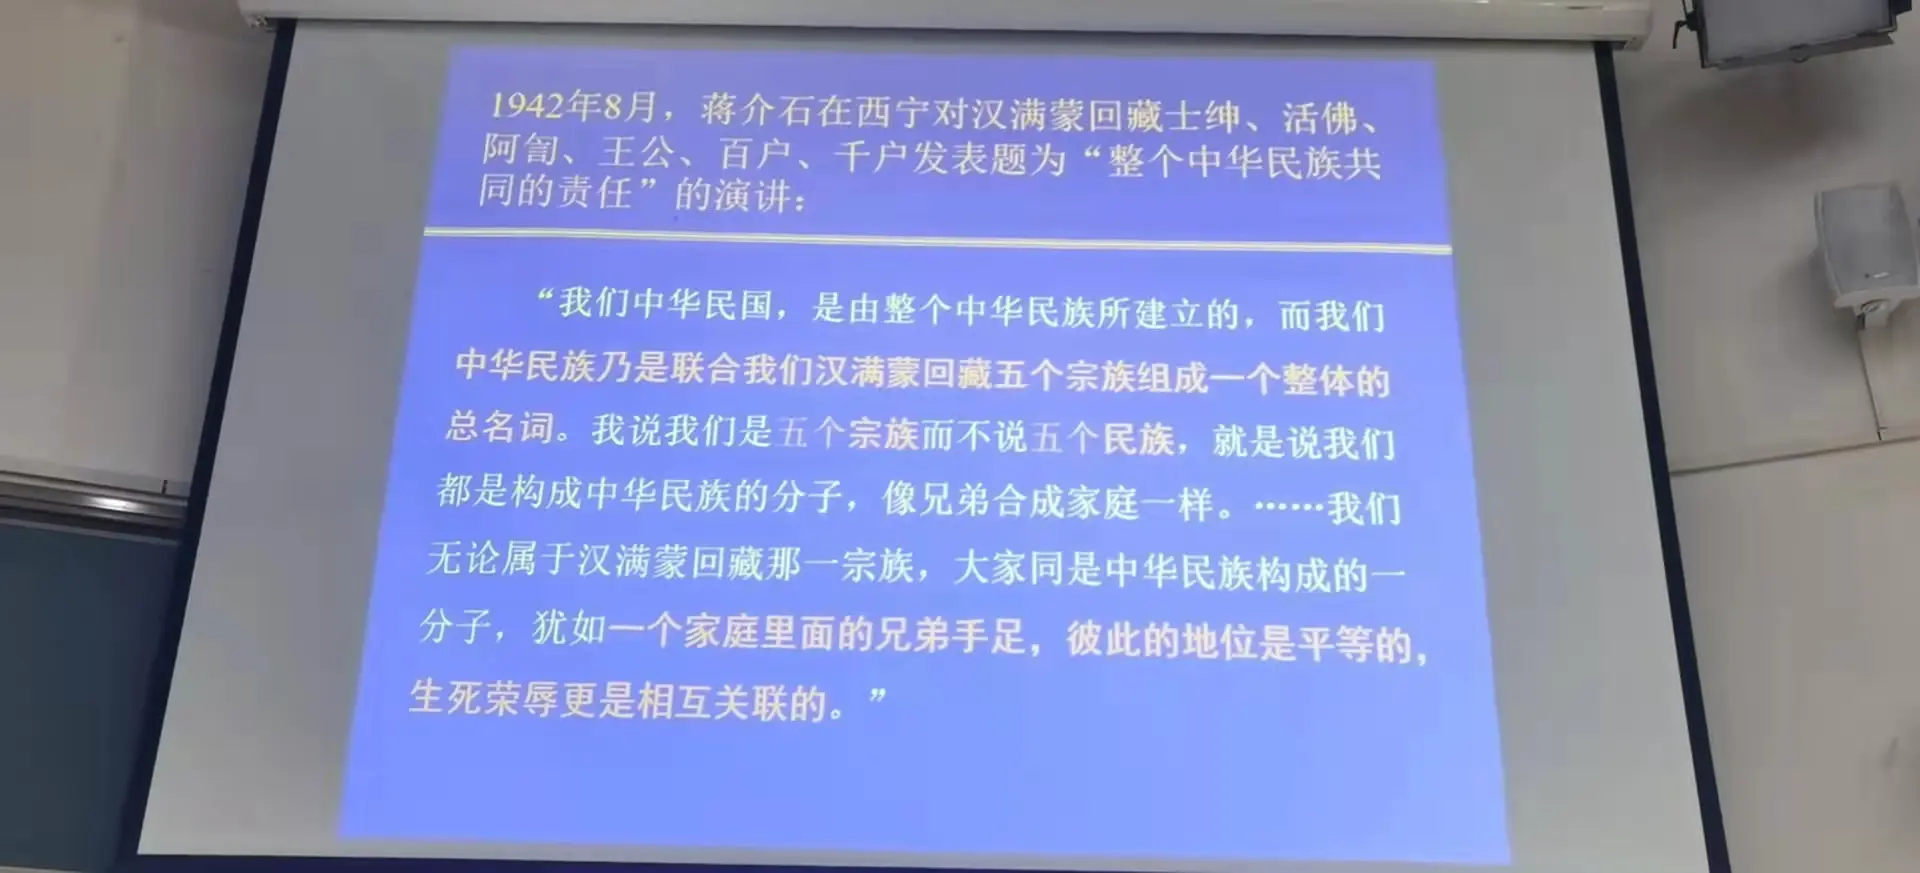 1942年8月，蒋介石在西宁对汉满蒙回藏士绅、活佛、
阿訇、王公、百户、千户发表题为“整个中华民族共
同的责任”的演讲：
“我们中华民国，是由整个中华民族所建立的，而我们
中华民族乃是联合我们汉满蒙回藏五个宗族组成一个整体的
总名词。我说我们是五个宗族而不说五个民族，就是说我们
都是构成中华民族的分子，像兄弟合成家庭一样。……我们
无论属于汉满蒙回藏那一宗族，大家同是中华民族构成的一
分子，犹如一个家庭里面的兄弟手足，彼此的地位是平等的，
生死荣辱更是相互关联的。”